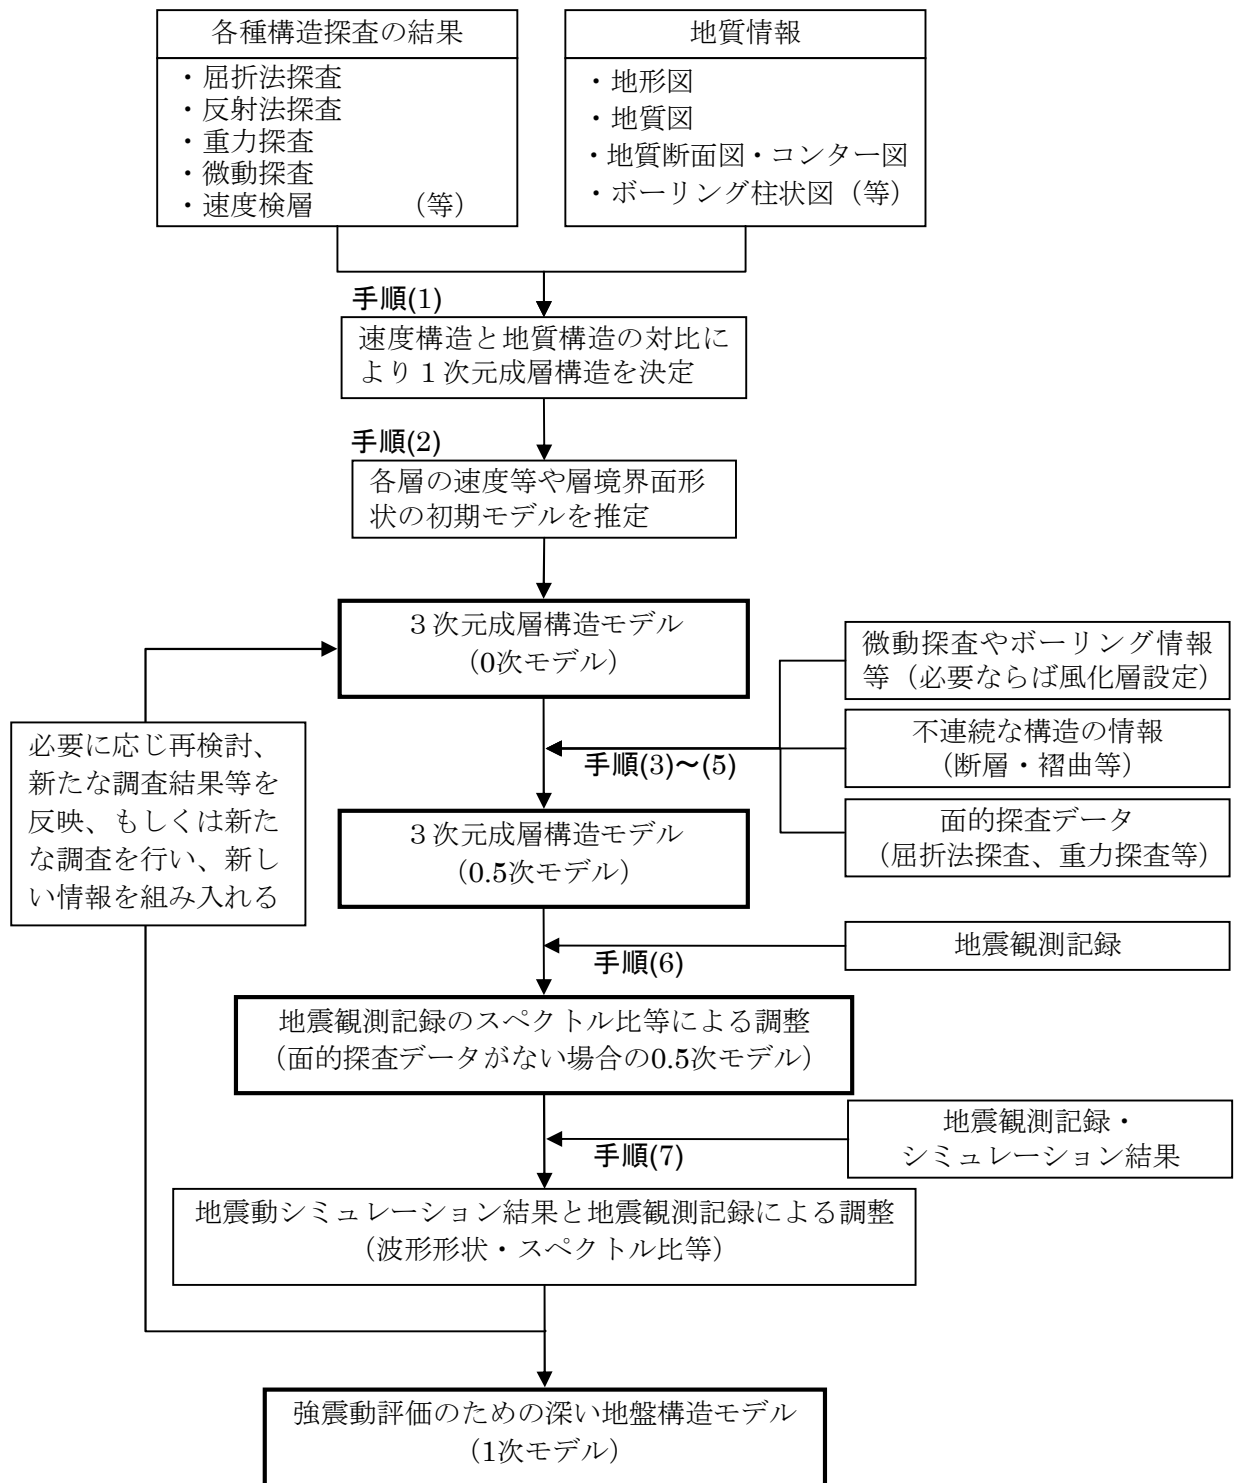 各種構造探査の結果
・屈折法探査
・反射法探査
・重力探査
・微動探査
・速度検層　　　（等）
地質情報
・地形図
・地質図
・地質断面図・コンター図
・ボーリング柱状図（等）
手順(1)
速度構造と地質構造の対比に
より１次元成層構造を決定
手順(2)
各層の速度等や層境界面形
状の初期モデルを推定
３次元成層構造モデル
（0次モデル）
微動探査やボーリング情報
等（必要ならば風化層設定）
不連続な構造の情報
（断層・褶曲等）
面的探査データ
（屈折法探査、重力探査等）
手順(3)～(5)
必要に応じ再検討、
新たな調査結果等を
反映、もしくは新た
な調査を行い、新し
い情報を組み入れる
３次元成層構造モデル
（0.5次モデル）
地震観測記録
手順(6)
地震観測記録のスペクトル比等による調整
（面的探査データがない場合の0.5次モデル）
地震観測記録・
シミュレーション結果
手順(7)
地震動シミュレーション結果と地震観測記録による調整
（波形形状・スペクトル比等）
強震動評価のための深い地盤構造モデル
（1次モデル）